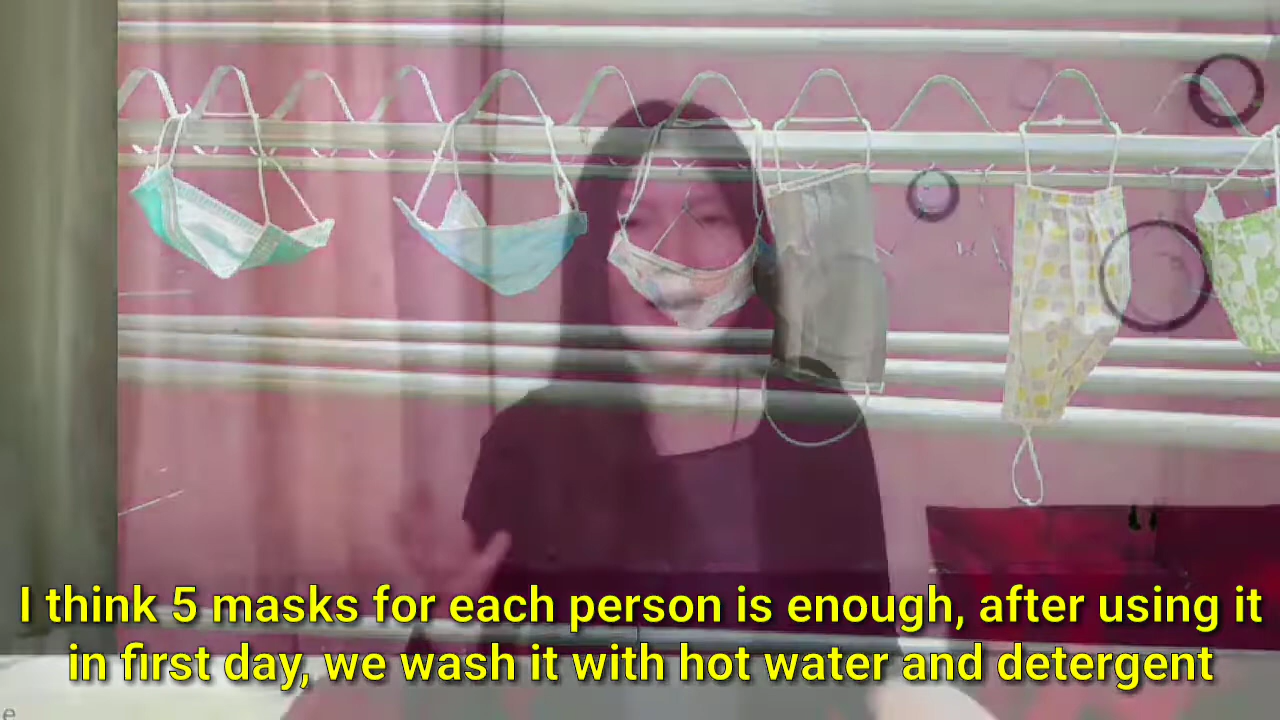 I think 5 masks for each person is enough, after using it
in first day, we wash it with hot water and detergent
e